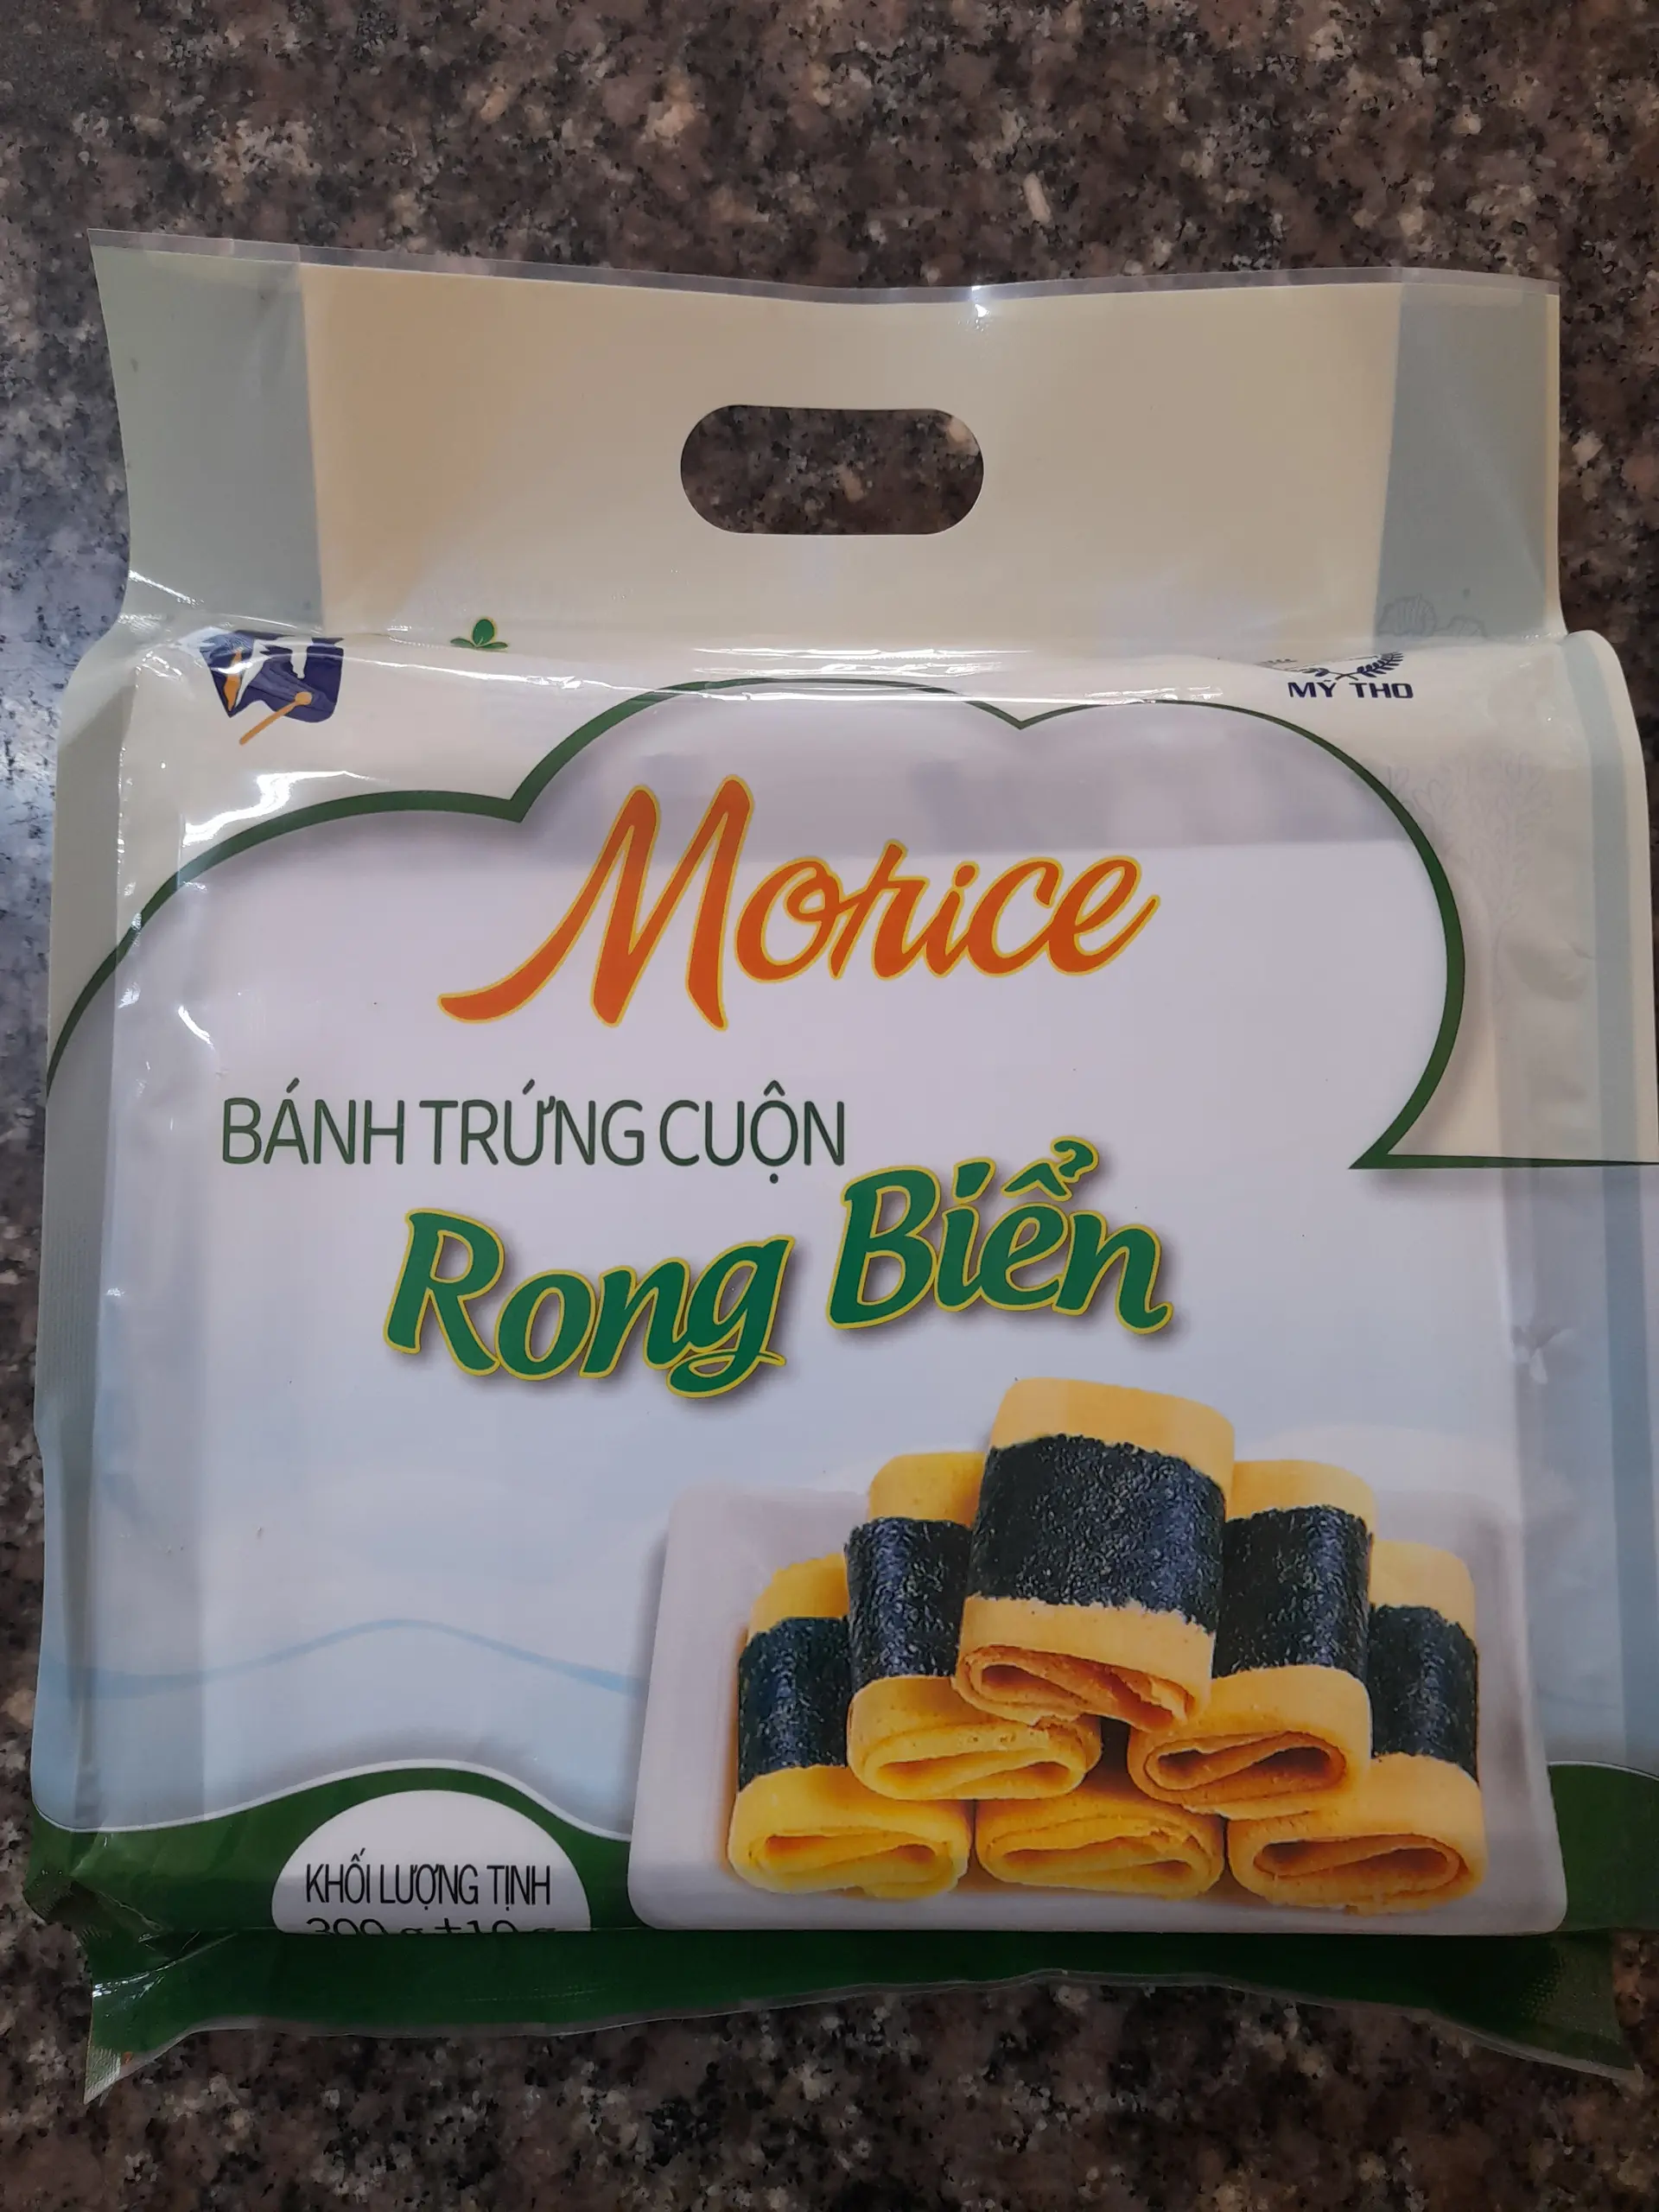 MỸ THO
Morice
BÁNH TRỨNG CUỘN
Rong Biển
KHỐI LƯỢNG TỊNH